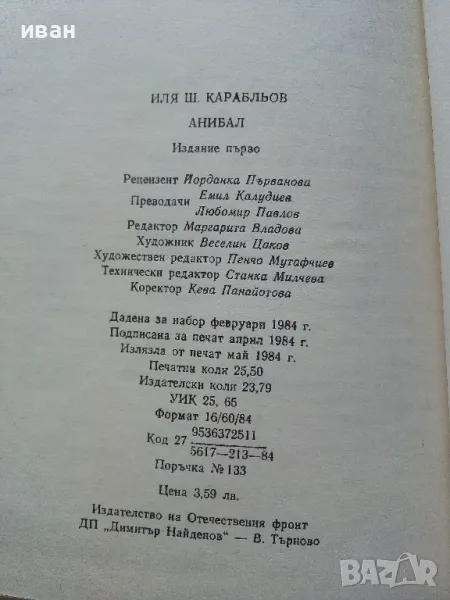 иван
ИЛЯ Ш. КАРАБЛЬОВ
АНИБАЛ
Издание първо
Рецензент Йорданка Първанова
Преводачи Емил Калудиев
Любомир Павлов
Редактор Маргарита Владова
Художник Веселин Цаков
Художествен редактор Пенчо Мутафчиев
Технически редактор Станка Милчева
Коректор Кева Панайотова
Дадена за набор февруари 1984 г.
Подписана за печат април 1984 г.
Излязла от печат май 1984 г.
Печатни коли 25,50
Издателски коли 23,79
УИК 25, 65
Формат 16/60/84
Код 27 9536372511
5617—213—84
Поръчка № 133
Цена 3,59 лв.
Издателство на Отечествения фронт
ДП „Димитър Найденов“ — В. Търново
BAZAR